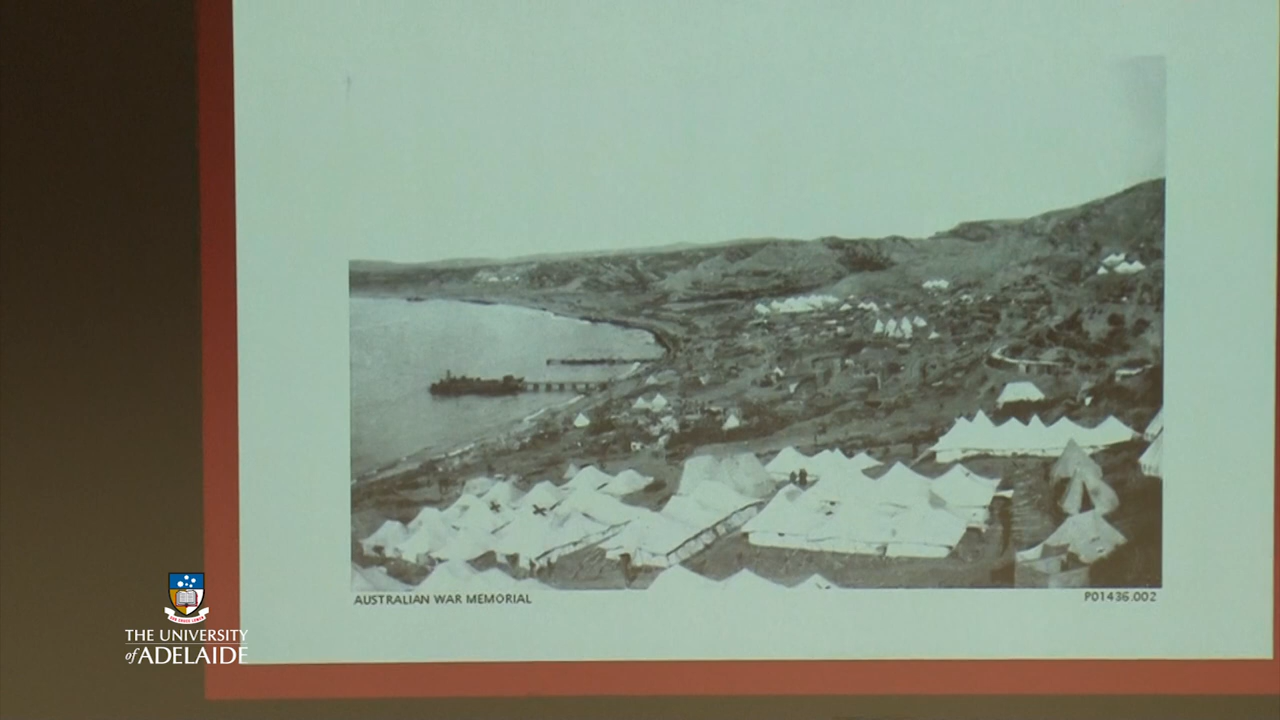 AUSTRALIAN WAR MEMORIAL
P01436.002
THE UNIVERSITY
of ADELAIDE